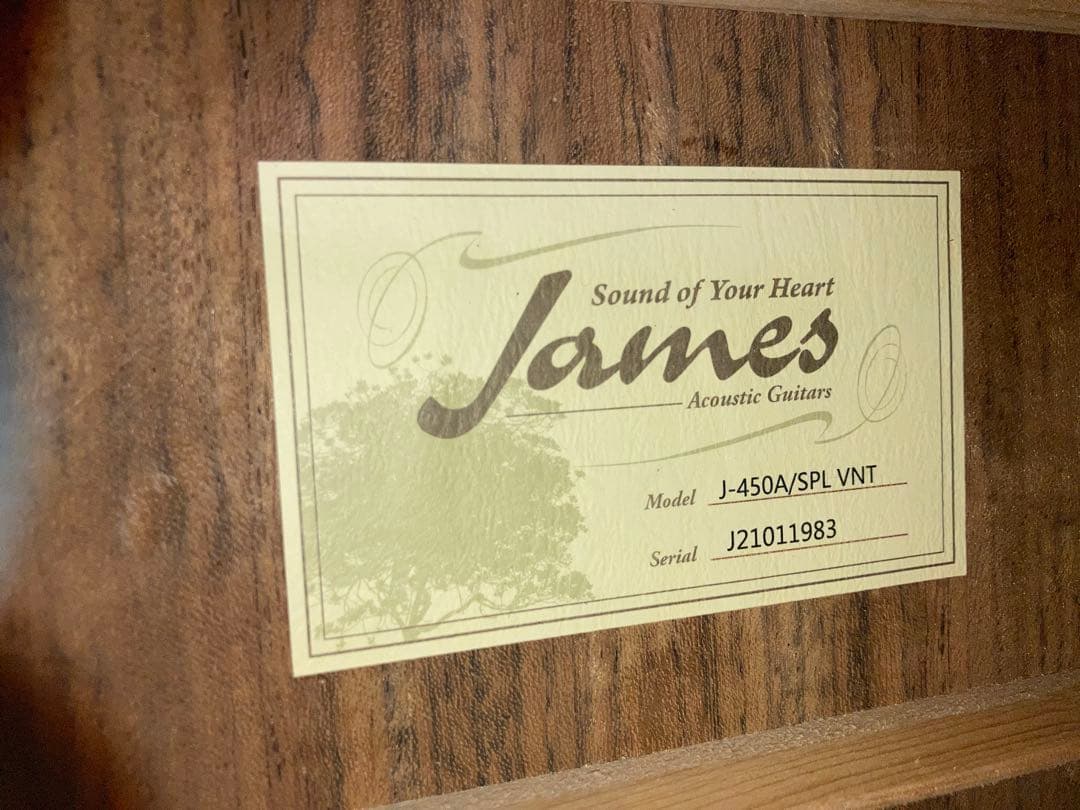 Sound of Your Heart
James
Acoustic Guitars
Model J-450A/SPL VNT
Serial J21011983